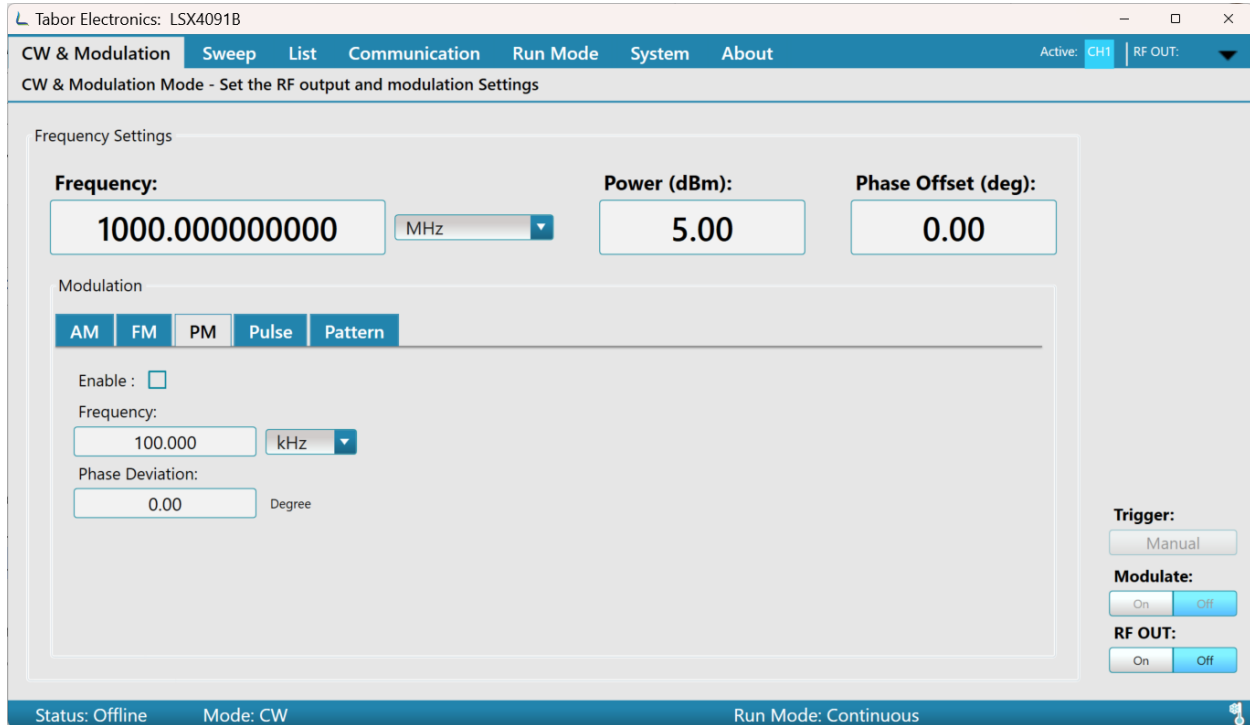 Tabor Electronics: LSX4091B
CW & Modulation Sweep List Communication Run Mode System About Active: CH1 RF OUT:
CW & Modulation Mode - Set the RF output and modulation Settings
Frequency Settings
Frequency: Power (dBm): Phase Offset (deg):
1000.000000000 MHz 5.00 0.00
Modulation
AM FM PM Pulse Pattern
Enable :
Frequency:
100.000 kHz
Phase Deviation:
0.00 Degree
Trigger:
Manual
Modulate:
On Off
RF OUT:
On Off
Status: Offline Mode: CW Run Mode: Continuous